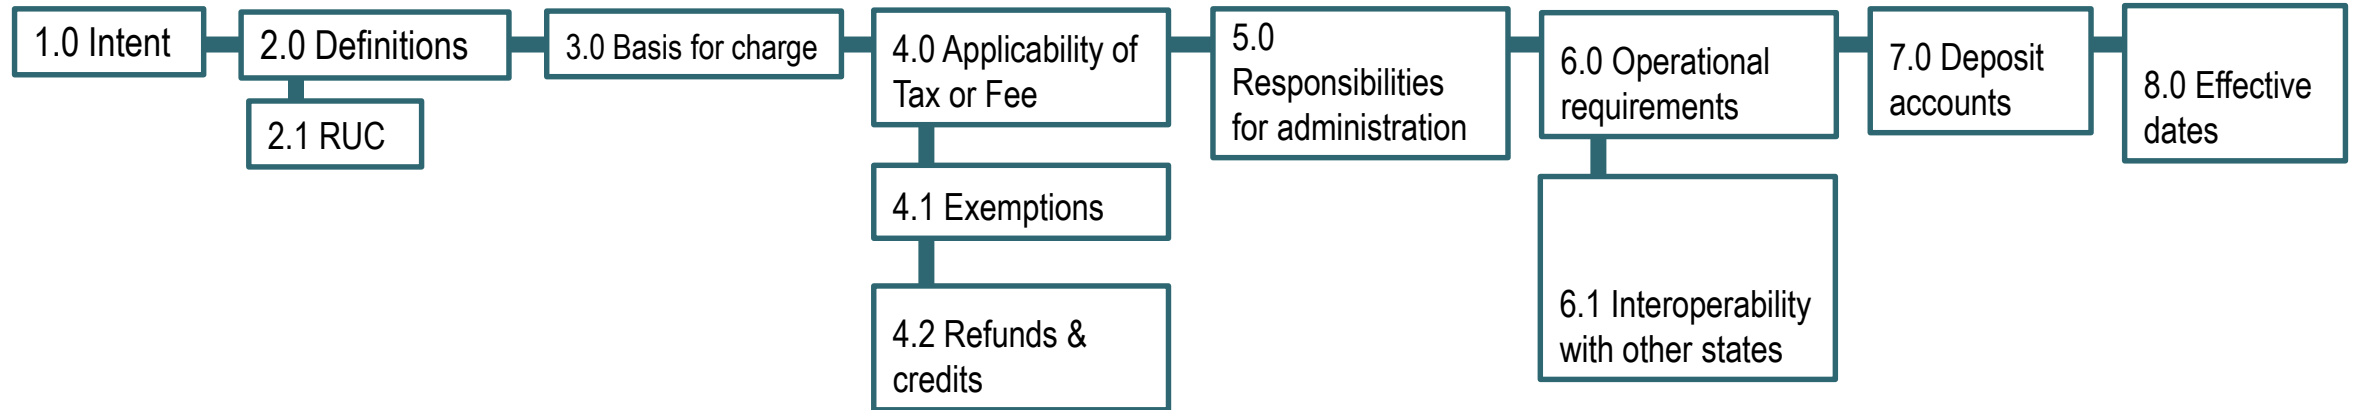 1.0 Intent
2.0 Definitions
2.1 RUC
3.0 Basis for charge
4.0 Applicability of
Tax or Fee
4.1 Exemptions
4.2 Refunds &
credits
5.0
Responsibilities
for administration
6.0 Operational
requirements
6.1 Interoperability
with other states
7.0 Deposit
accounts
8.0 Effective
dates